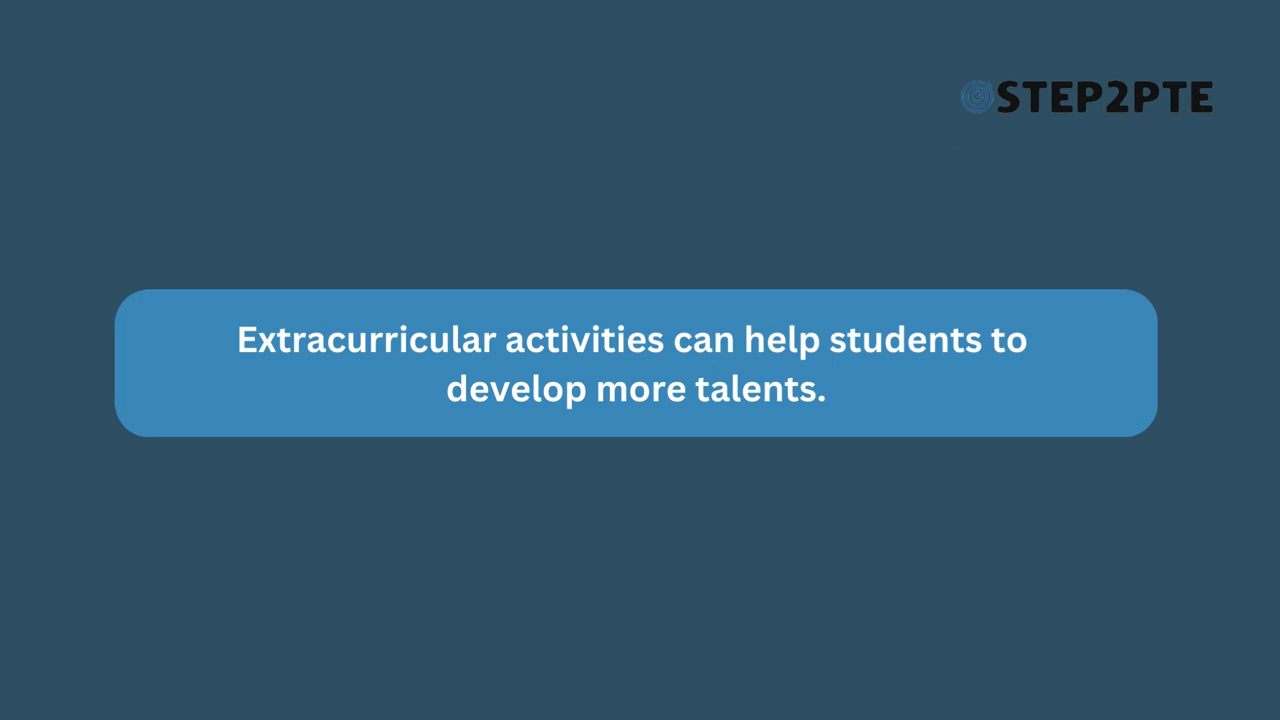 STEP2PTE
Extracurricular activities can help students to
develop more talents.